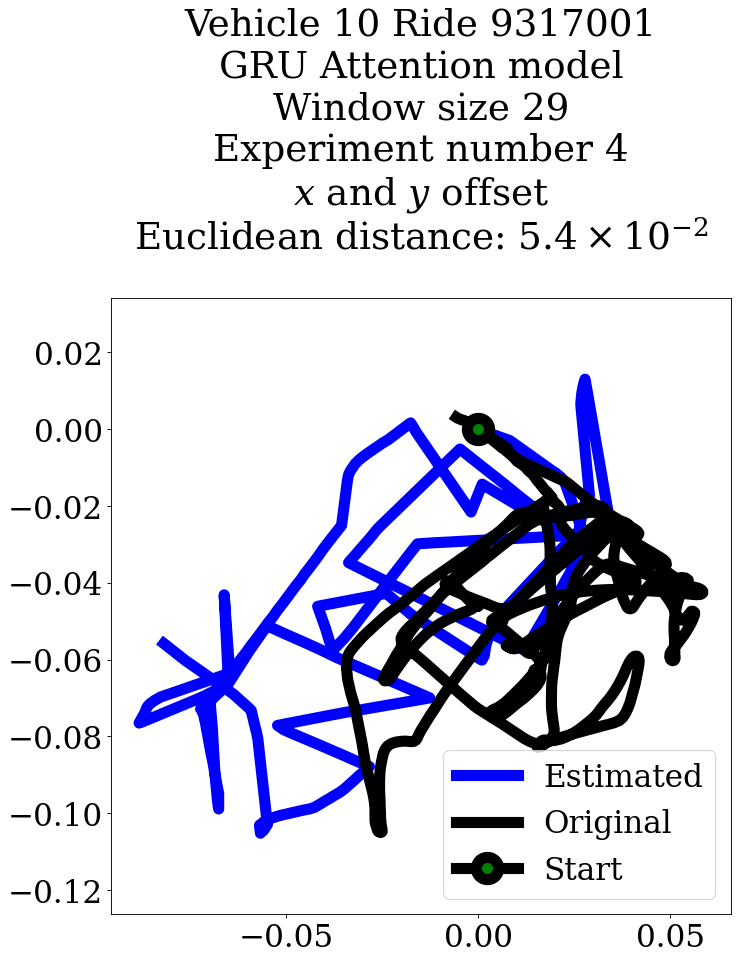 Vehicle 10 Ride 9317001
GRU Attention model
Window size 29
Experiment number 4
x and y offset
Euclidean distance: 5.4 × 10⁻²
0.02
0.00
−0.02
−0.04
−0.06
−0.08
−0.10
−0.12
Estimated
Original
Start
−0.05
0.00
0.05